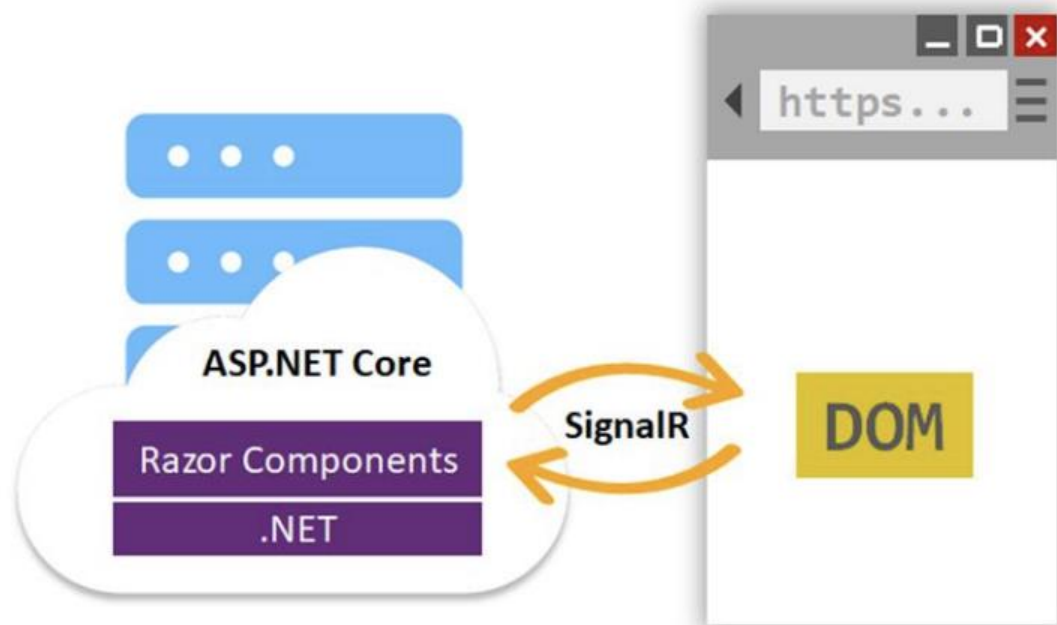 https...
ASP.NET Core
SignalR
DOM
Razor Components
.NET